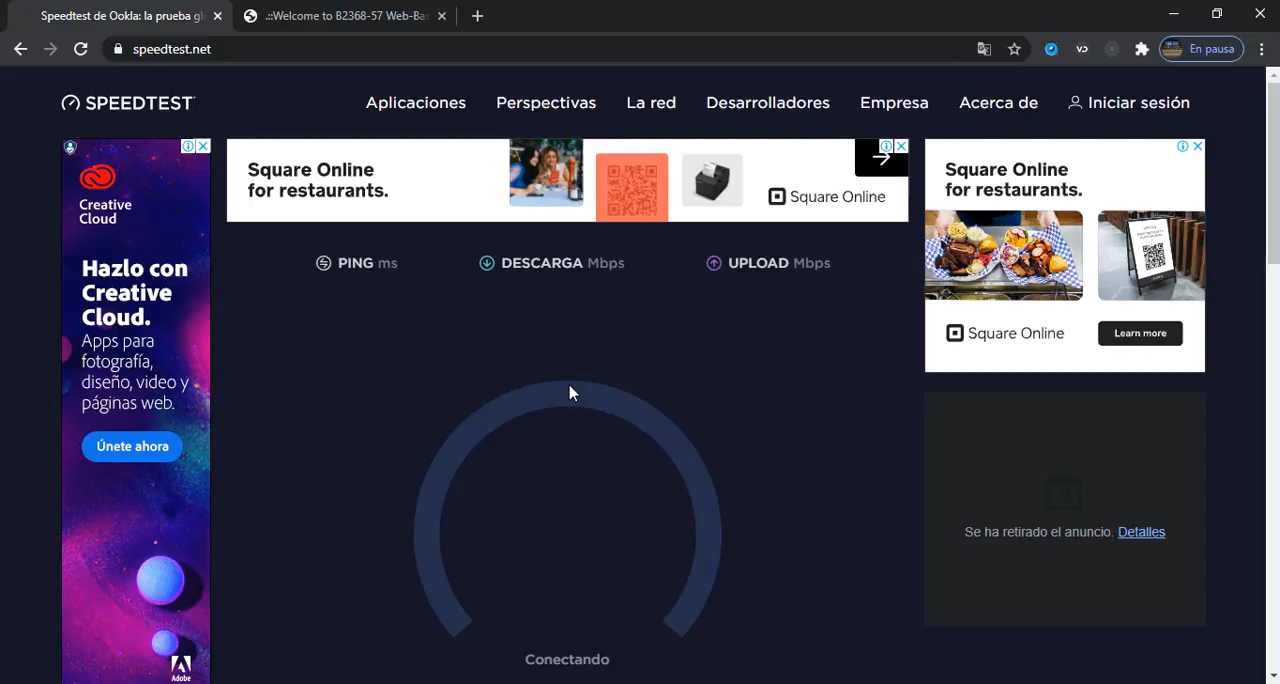 Speedtest de Ookla: la prueba gl
.::Welcome to B2368-57 Web-Bas
speedtest.net
En pausa
SPEEDTEST
Aplicaciones
Perspectivas
La red
Desarrolladores
Empresa
Acerca de
Iniciar sesión
Creative
Cloud
Hazlo con
Creative
Cloud.
Apps para
fotografía,
diseño, video y
páginas web.
Únete ahora
Adobe
Square Online
for restaurants.
Square Online
PING ms
DESCARGA Mbps
UPLOAD Mbps
Conectando
Square Online
for restaurants.
Square Online
Learn more
Se ha retirado el anuncio. Detalles